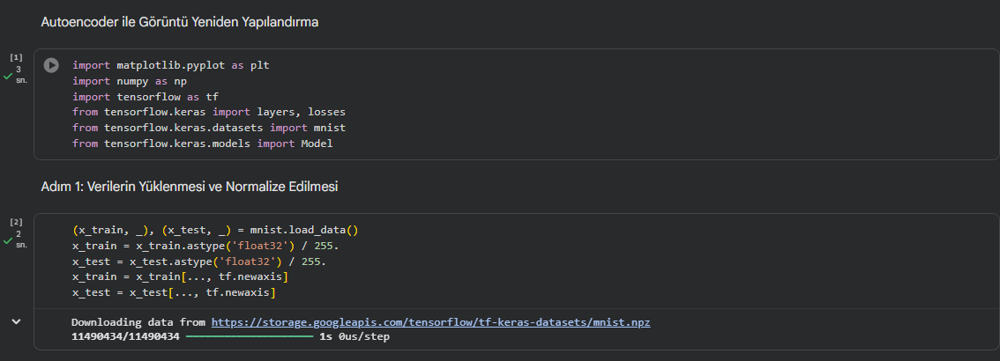 Autoencoder ile Görüntü Yeniden Yapılandırma
[1]
3
sn.
import matplotlib.pyplot as plt
import numpy as np
import tensorflow as tf
from tensorflow.keras import layers, losses
from tensorflow.keras.datasets import mnist
from tensorflow.keras.models import Model
Adım 1: Verilerin Yüklenmesi ve Normalize Edilmesi
[2]
2
sn.
(x_train, _), (x_test, _) = mnist.load_data()
x_train = x_train.astype('float32') / 255.
x_test = x_test.astype('float32') / 255.
x_train = x_train[..., tf.newaxis]
x_test = x_test[..., tf.newaxis]
Downloading data from https://storage.googleapis.com/tensorflow/tf-keras-datasets/mnist.npz
11490434/11490434 ━━━━━━━━━━━━━━━━━━━━ 1s 0us/step